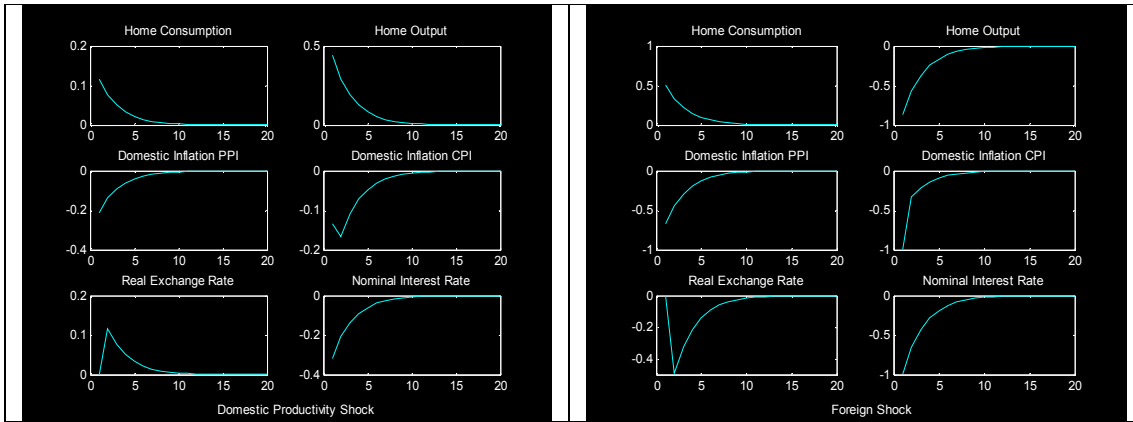 Home Consumption
Home Output
0.2
0.1
0
0 5 10 15 20
0.5
0
0 5 10 15 20
Domestic Inflation PPI
Domestic Inflation CPI
0
-0.2
-0.4
0 5 10 15 20
0
-0.1
-0.2
0 5 10 15 20
Real Exchange Rate
Nominal Interest Rate
0.2
0.1
0
0 5 10 15 20
0
-0.2
-0.4
0 5 10 15 20
Domestic Productivity Shock
Home Consumption
Home Output
1
0.5
0
0 5 10 15 20
0
-0.5
-1
0 5 10 15 20
Domestic Inflation PPI
Domestic Inflation CPI
0
-0.5
-1
0 5 10 15 20
0
-0.5
-1
0 5 10 15 20
Real Exchange Rate
Nominal Interest Rate
0
-0.2
-0.4
0 5 10 15 20
0
-0.5
-1
0 5 10 15 20
Foreign Shock